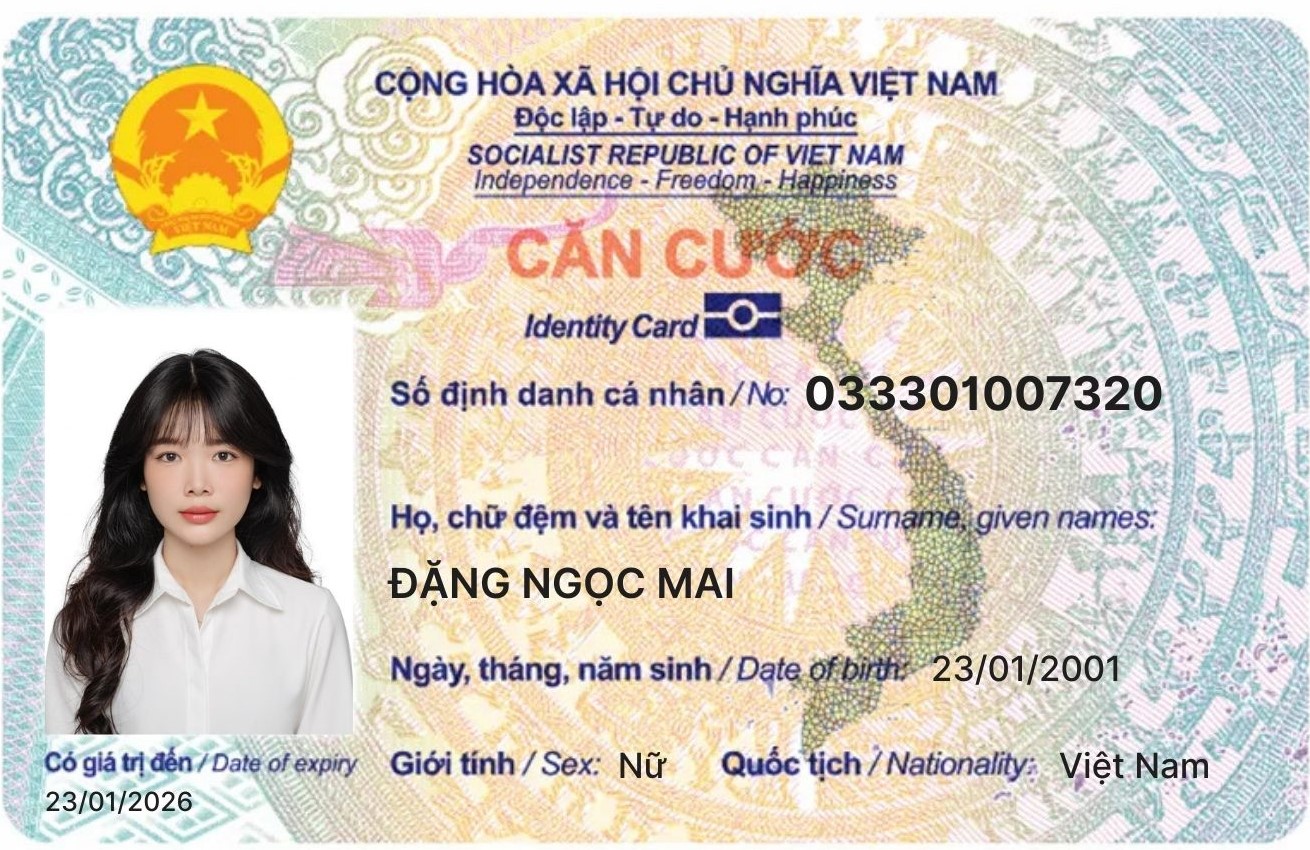 CỘNG HÒA XÃ HỘI CHỦ NGHĨA VIỆT NAM
Độc lập - Tự do - Hạnh phúc
SOCIALIST REPUBLIC OF VIET NAM
Independence - Freedom - Happiness
VIỆT NAM
CĂN CƯỚC
Identity Card
Số định danh cá nhân / No: 033301007320
Họ, chữ đệm và tên khai sinh / Surname, given names:
ĐẶNG NGỌC MAI
Ngày, tháng, năm sinh / Date of birth: 23/01/2001
Giới tính / Sex: Nữ Quốc tịch / Nationality: Việt Nam
Có giá trị đến / Date of expiry
23/01/2026